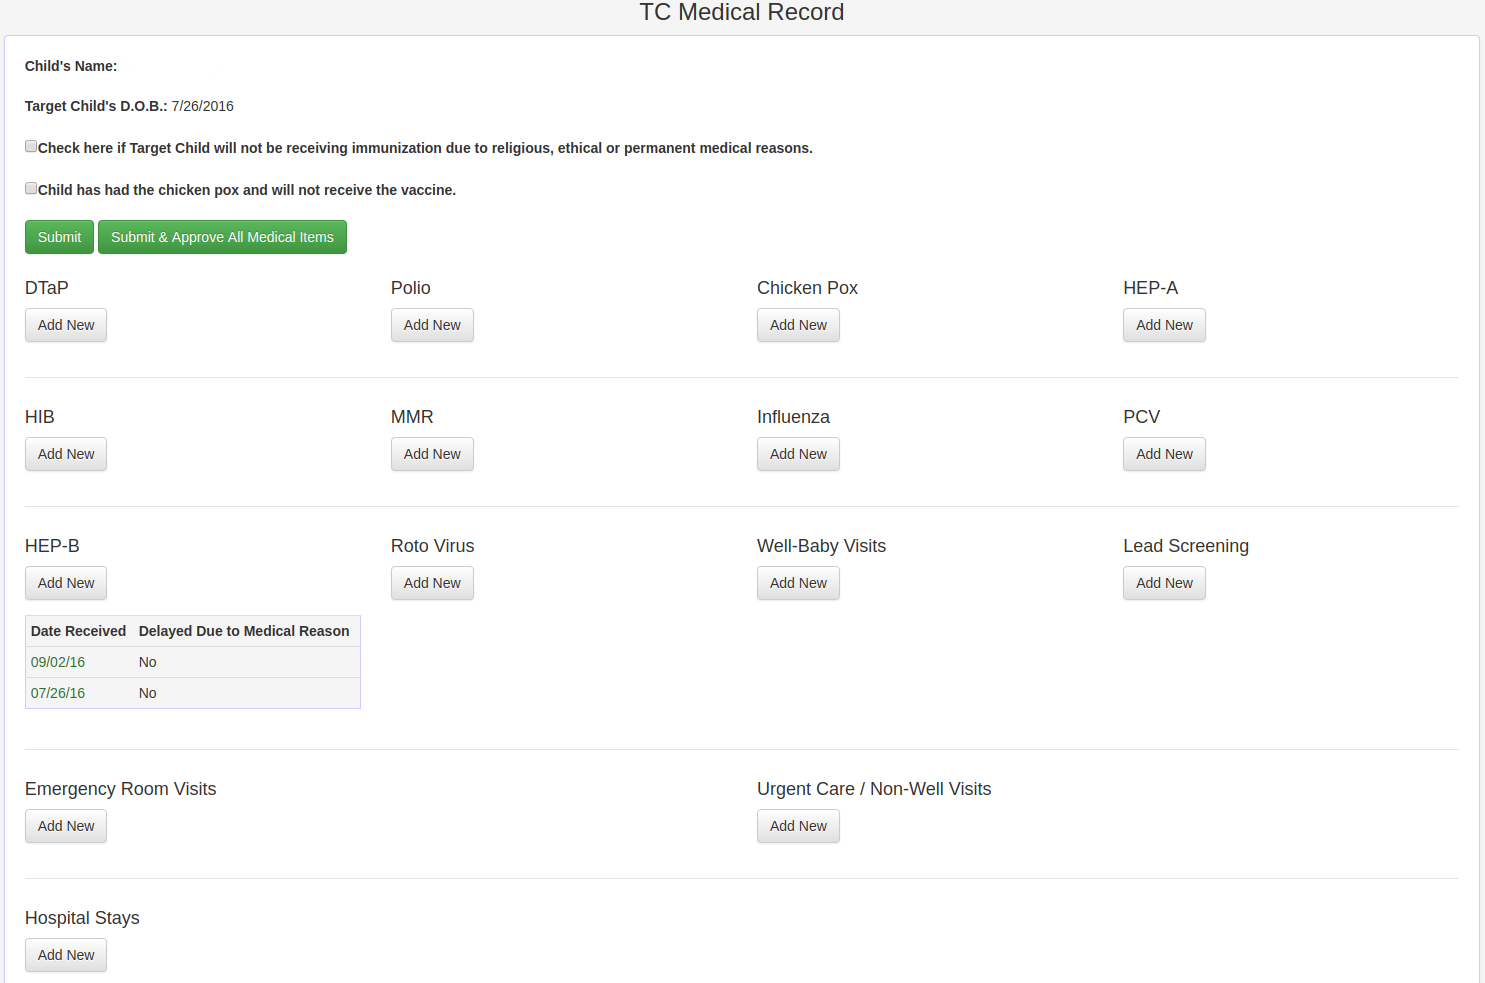 TC Medical Record
Child's Name:
Target Child's D.O.B.: 7/26/2016
Check here if Target Child will not be receiving immunization due to religious, ethical or permanent medical reasons.
Child has had the chicken pox and will not receive the vaccine.
Submit Submit & Approve All Medical Items
DTaP Polio Chicken Pox HEP-A
Add New Add New Add New Add New
HIB MMR Influenza PCV
Add New Add New Add New Add New
HEP-B Roto Virus Well-Baby Visits Lead Screening
Add New Add New Add New Add New
Date Received Delayed Due to Medical Reason
09/02/16 No
07/26/16 No
Emergency Room Visits Urgent Care / Non-Well Visits
Add New Add New
Hospital Stays
Add New